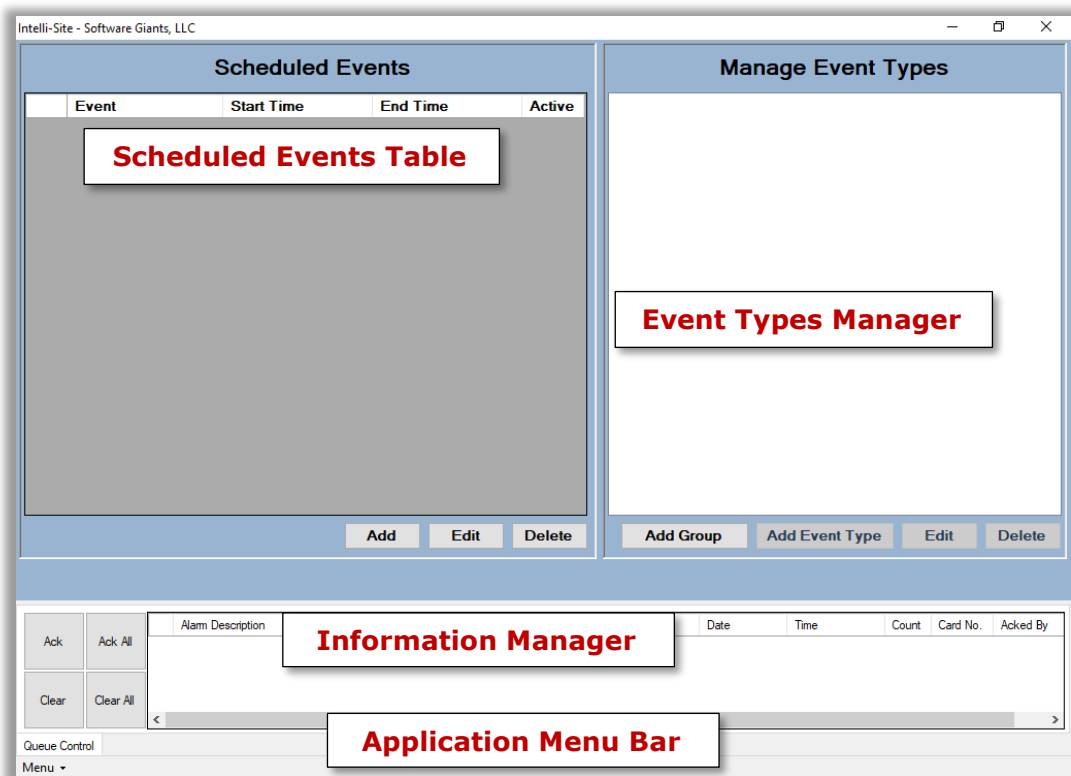 Intelli-Site - Software Giants, LLC
Scheduled Events
Event Start Time End Time Active
Scheduled Events Table
Add Edit Delete
Manage Event Types
Event Types Manager
Add Group Add Event Type Edit Delete
Ack Ack All
Clear Clear All
Alarm Description Date Time Count Card No. Acked By
Information Manager
Application Menu Bar
Queue Control
Menu